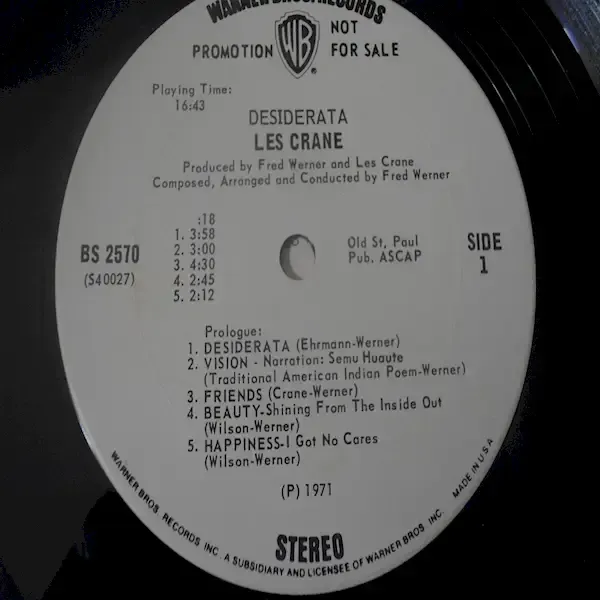 WARNER BROS. RECORDS
PROMOTION
WB
®
NOT
FOR SALE
Playing Time:
16:43
DESIDERATA
LES CRANE
Produced by Fred Werner and Les Crane
Composed, Arranged and Conducted by Fred Werner
BS 2570
(S40027)
:18
1. 3:58
2. 3:00
3. 4:30
4. 2:45
5. 2:12
Old St. Paul
Pub. ASCAP
SIDE
1
Prologue:
1. DESIDERATA (Ehrmann-Werner)
2. VISION - Narration: Semu Huaute
(Traditional American Indian Poem-Werner)
3. FRIENDS (Crane-Werner)
4. BEAUTY-Shining From The Inside Out
(Wilson-Werner)
5. HAPPINESS-I Got No Cares
(Wilson-Werner)
(P) 1971
STEREO
WARNER BROS. RECORDS INC. A SUBSIDIARY AND LICENSEE OF WARNER BROS. INC. MADE IN U.S.A.